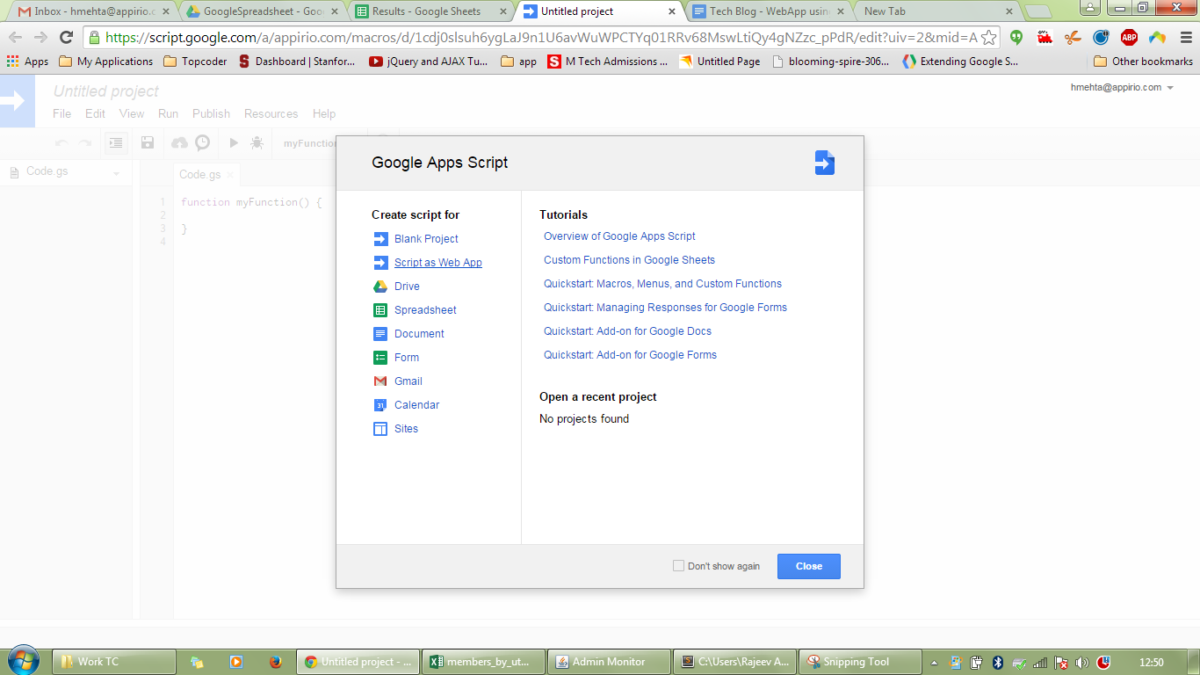 Inbox - hmehta@appirio.c
GoogleSpreadsheet - Goo
Results - Google Sheets
Untitled project
Tech Blog - WebApp usin
New Tab
https://script.google.com/a/appirio.com/macros/d/1cdj0slsuh6ygLaJ9n1U6avWuWPCTYq01RRv68MswLtiQy4gNZzc_pPdR/edit?uiv=2&mid=A
ABP
Apps
My Applications
Topcoder
Dashboard | Stanfor...
jQuery and AJAX Tu...
app
M Tech Admissions ...
Untitled Page
blooming-spire-306...
Extending Google S...
Other bookmarks
Untitled project
hmehta@appirio.com
File Edit View Run Publish Resources Help
myFunction
Code.gs
Code.gs
1 function myFunction() {
2
3 }
4
Google Apps Script
Create script for
Blank Project
Script as Web App
Drive
Spreadsheet
Document
Form
Gmail
Calendar
Sites
Tutorials
Overview of Google Apps Script
Custom Functions in Google Sheets
Quickstart: Macros, Menus, and Custom Functions
Quickstart: Managing Responses for Google Forms
Quickstart: Add-on for Google Docs
Quickstart: Add-on for Google Forms
Open a recent project
No projects found
Don't show again
Close
Work TC
Untitled project - ...
members_by_ut...
Admin Monitor
C:\Users\Rajeev A...
Snipping Tool
12:50